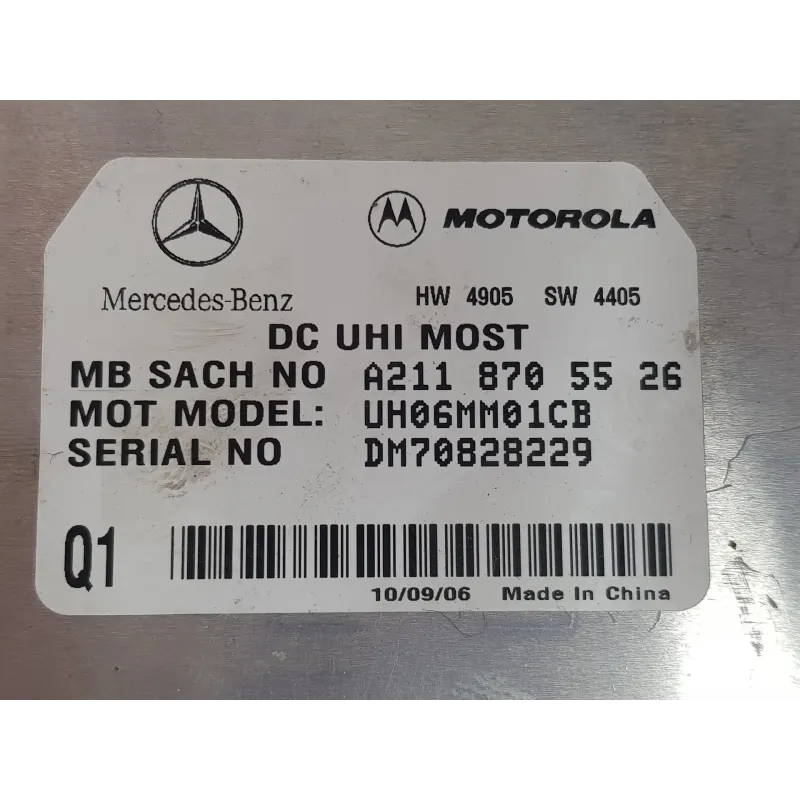 MOTOROLA
Mercedes-Benz HW 4905 SW 4405
DC UHI MOST
MB SACH NO A211 870 55 26
MOT MODEL: UH06MM01CB
SERIAL NO DM70828229
Q1
10/09/06 Made In China